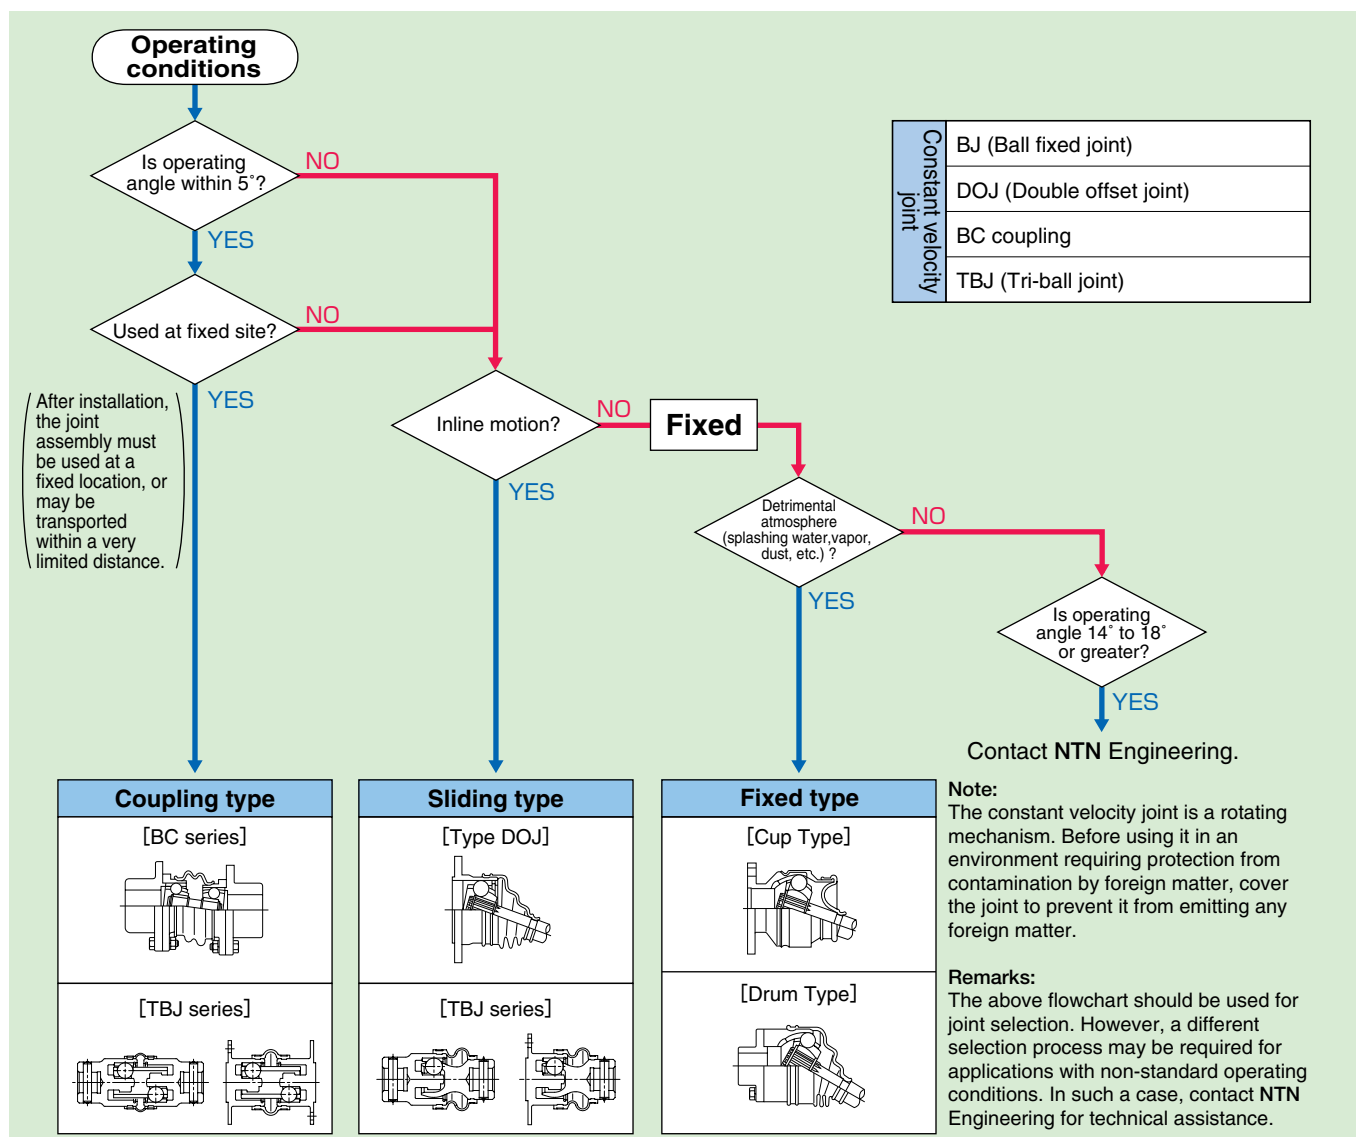 Operating
conditions
Is operating
angle within 5˚?
NO
YES
Used at fixed site?
NO
YES
After installation,
the joint
assembly must
be used at a
fixed location, or
may be
transported
within a very
limited distance.
Inline motion?
NO
YES
Fixed
Detrimental
atmosphere
(splashing water,vapor,
dust, etc.) ?
NO
YES
Is operating
angle 14˚ to 18˚
or greater?
YES
Contact NTN Engineering.
Constant velocity
joint
BJ (Ball fixed joint)
DOJ (Double offset joint)
BC coupling
TBJ (Tri-ball joint)
Coupling type
[BC series]
[TBJ series]
Sliding type
[Type DOJ]
[TBJ series]
Fixed type
[Cup Type]
[Drum Type]
Note:
The constant velocity joint is a rotating
mechanism. Before using it in an
environment requiring protection from
contamination by foreign matter, cover
the joint to prevent it from emitting any
foreign matter.
Remarks:
The above flowchart should be used for
joint selection. However, a different
selection process may be required for
applications with non-standard operating
conditions. In such a case, contact NTN
Engineering for technical assistance.